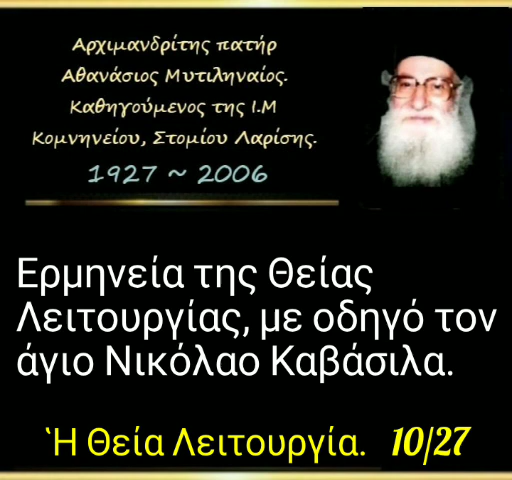 Αρχιμανδρίτης πατήρ
Αθανάσιος Μυτιληναίος.
Καθηγούμενος της Ι.Μ
Κομνηνείου, Στομίου Λαρίσης.
1927 ~ 2006
Ερμηνεία της Θείας
Λειτουργίας, με οδηγό τον
άγιο Νικόλαο Καβάσιλα.
Ἡ Θεία Λειτουργία. 10/27